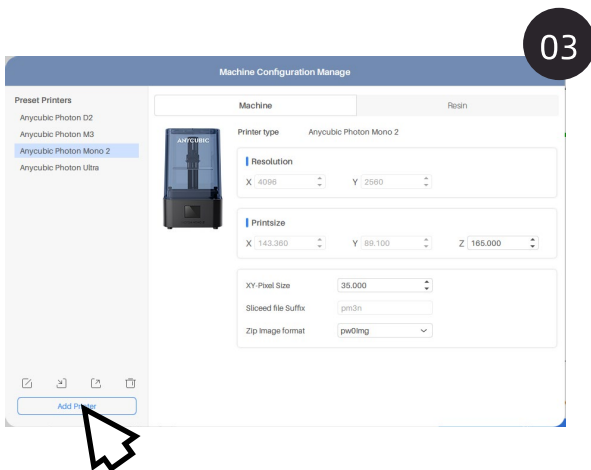 03
Machine Configuration Manage
Preset Printers
Anycubic Photon D2
Anycubic Photon M3
Anycubic Photon Mono 2
Anycubic Photon Ultra
Add Printer
Machine
Resin
ANYCUBIC
Printer type Anycubic Photon Mono 2
Resolution
X 4096 Y 2560
Printsize
X 143.360 Y 89.100 Z 165.000
XY-Pixel Size 35.000
Sliceed file Suffix pm3n
Zip Image format pw0Img